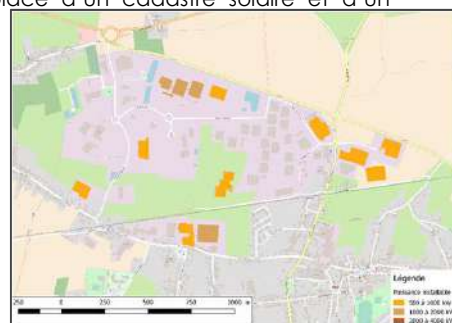 place d'un cadastre solaire et d'un
Légende
Puissance installable
500 à 1000 kW
1000 à 2000 kW
2000 à 4000 kW
250 0 250 500 750 1000 m